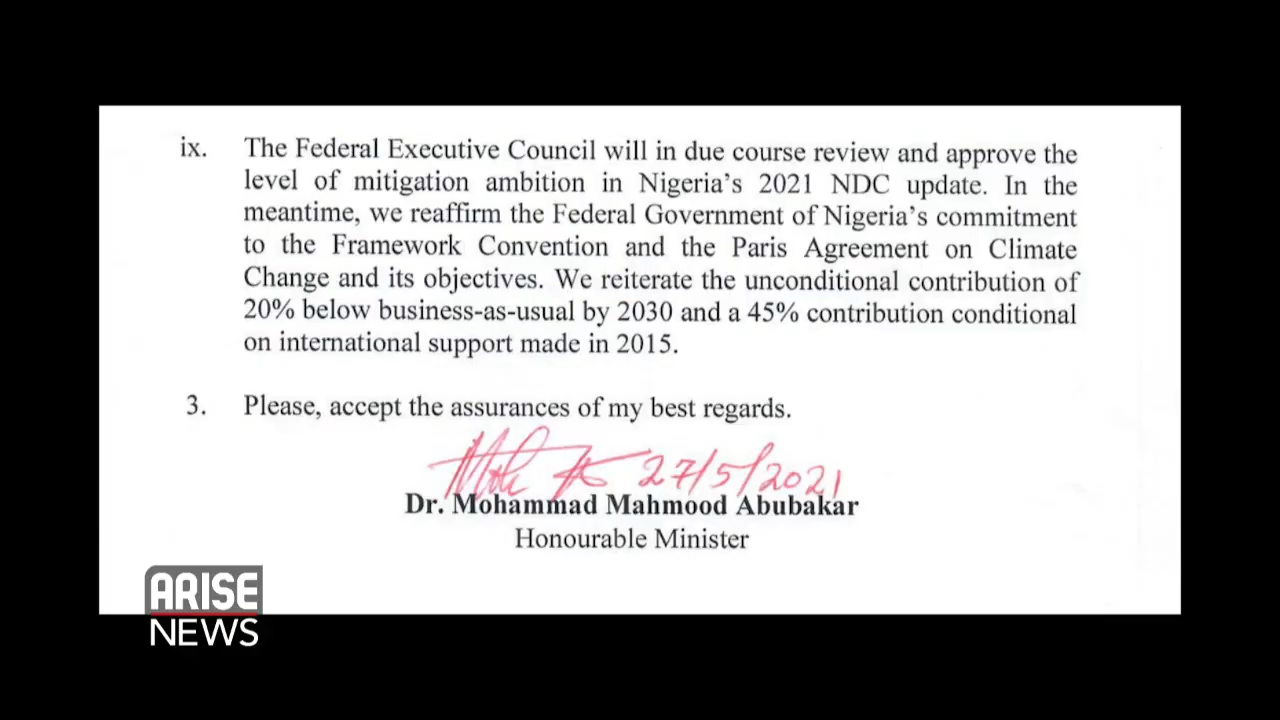 ix. The Federal Executive Council will in due course review and approve the
level of mitigation ambition in Nigeria's 2021 NDC update. In the
meantime, we reaffirm the Federal Government of Nigeria's commitment
to the Framework Convention and the Paris Agreement on Climate
Change and its objectives. We reiterate the unconditional contribution of
20% below business-as-usual by 2030 and a 45% contribution conditional
on international support made in 2015.
3. Please, accept the assurances of my best regards.
27/5/2021
Dr. Mohammad Mahmood Abubakar
Honourable Minister
ARISE
NEWS